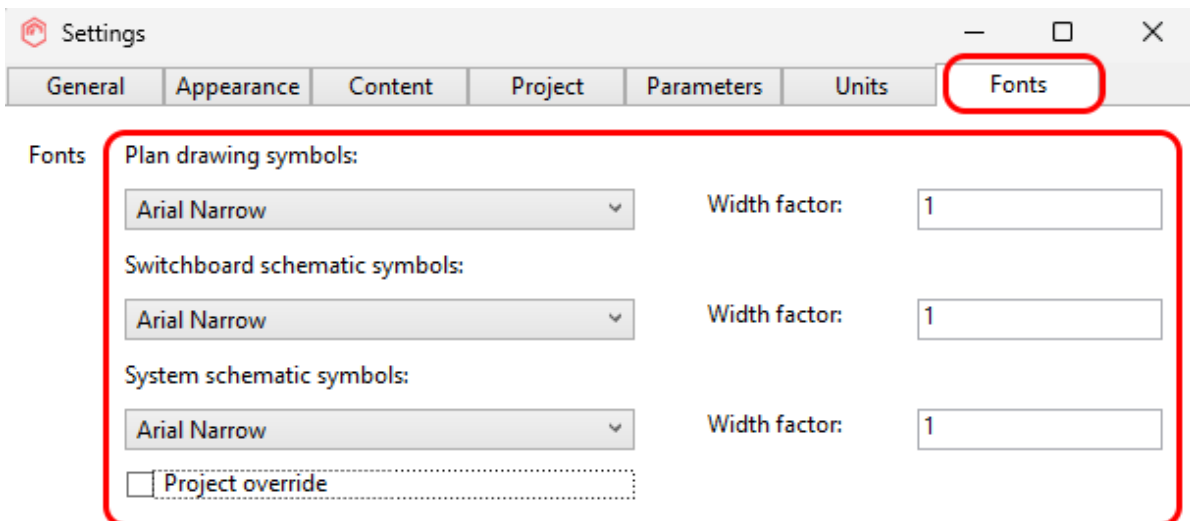 Settings
General Appearance Content Project Parameters Units Fonts
Fonts Plan drawing symbols:
Arial Narrow Width factor: 1
Switchboard schematic symbols:
Arial Narrow Width factor: 1
System schematic symbols:
Arial Narrow Width factor: 1
Project override